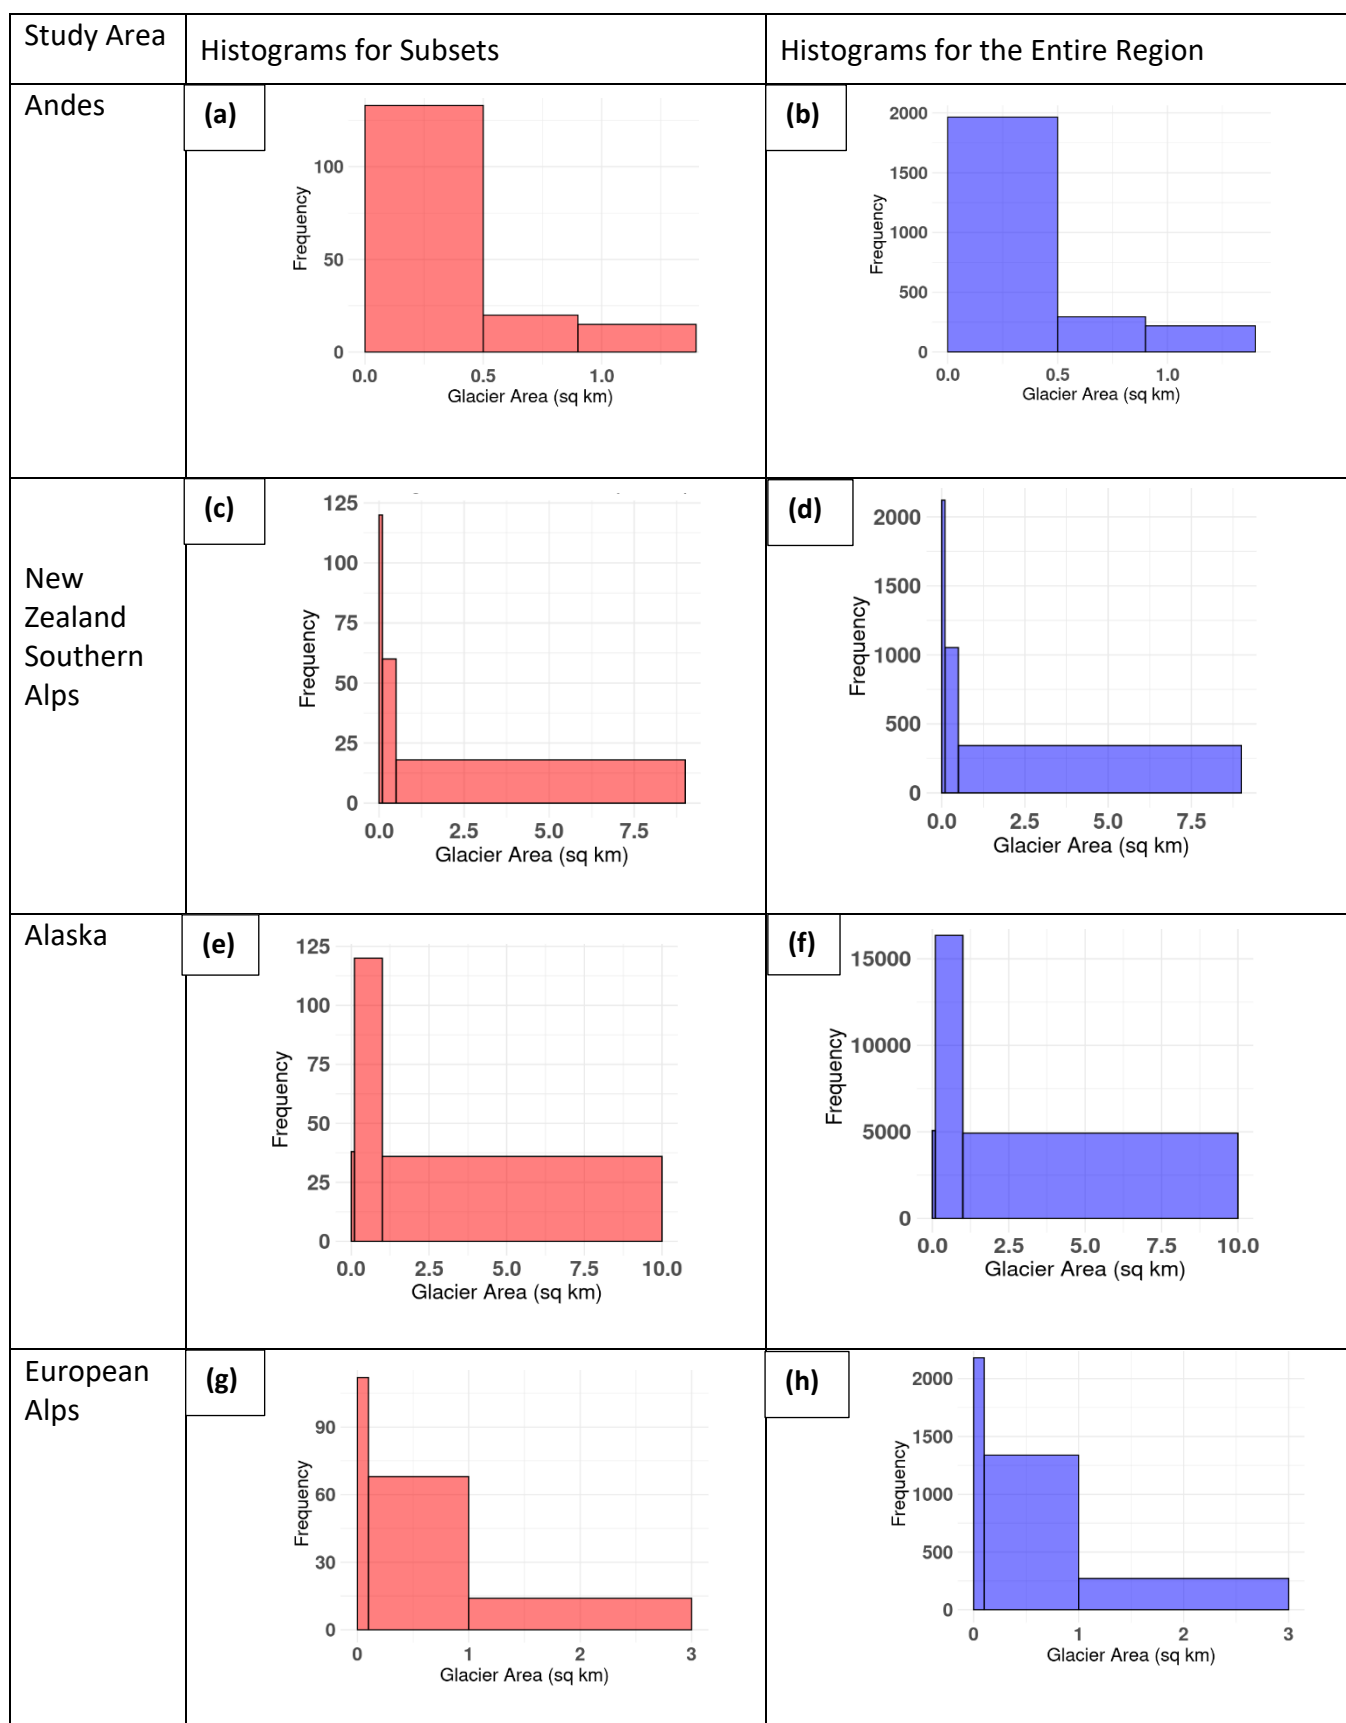 Study Area
Histograms for Subsets
Histograms for the Entire Region
Andes
(a)
100
50
0
Frequency
0.0 0.5 1.0
Glacier Area (sq km)
(b)
2000
1500
1000
500
0
Frequency
0.0 0.5 1.0
Glacier Area (sq km)
New
Zealand
Southern
Alps
(c)
125
100
75
50
25
0
Frequency
0.0 2.5 5.0 7.5
Glacier Area (sq km)
(d)
2000
1500
1000
500
0
Frequency
0.0 2.5 5.0 7.5
Glacier Area (sq km)
Alaska
(e)
125
100
75
50
25
0
Frequency
0.0 2.5 5.0 7.5 10.0
Glacier Area (sq km)
(f)
15000
10000
5000
0
Frequency
0.0 2.5 5.0 7.5 10.0
Glacier Area (sq km)
European
Alps
(g)
90
60
30
0
Frequency
0 1 2 3
Glacier Area (sq km)
(h)
2000
1500
1000
500
0
Frequency
0 1 2 3
Glacier Area (sq km)